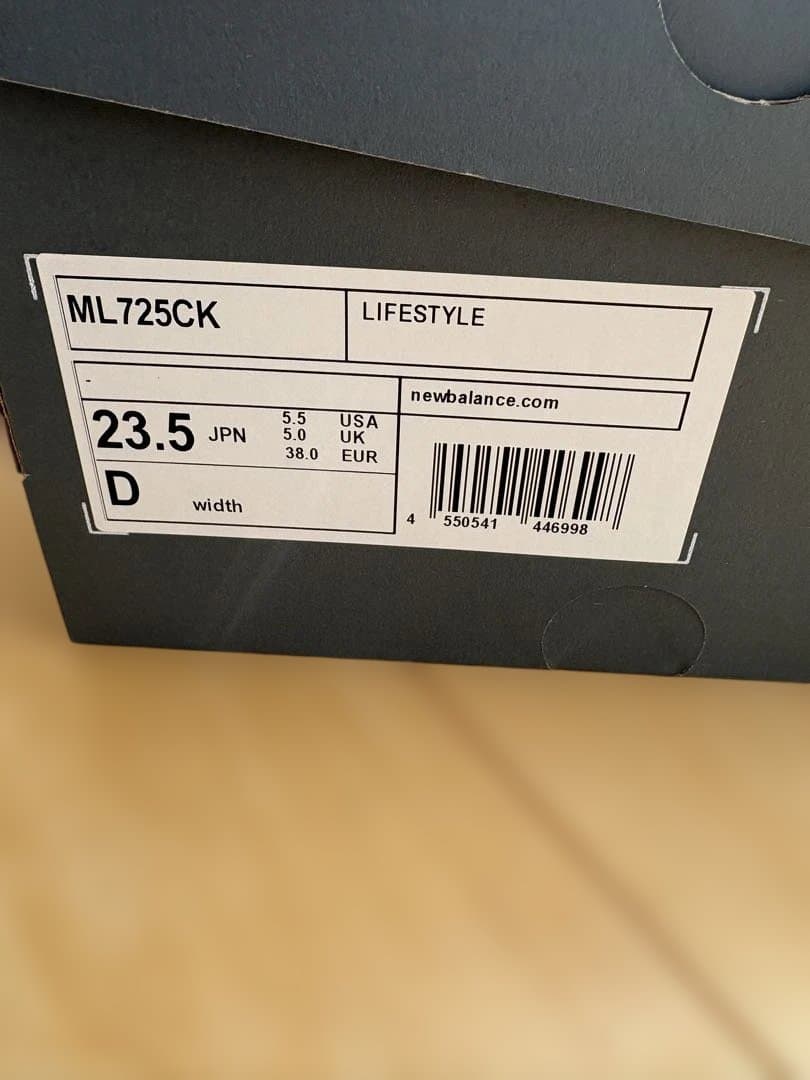 ML725CK
LIFESTYLE
-
newbalance.com
23.5 JPN
5.5 USA
5.0 UK
38.0 EUR
D width
4 550541 446998